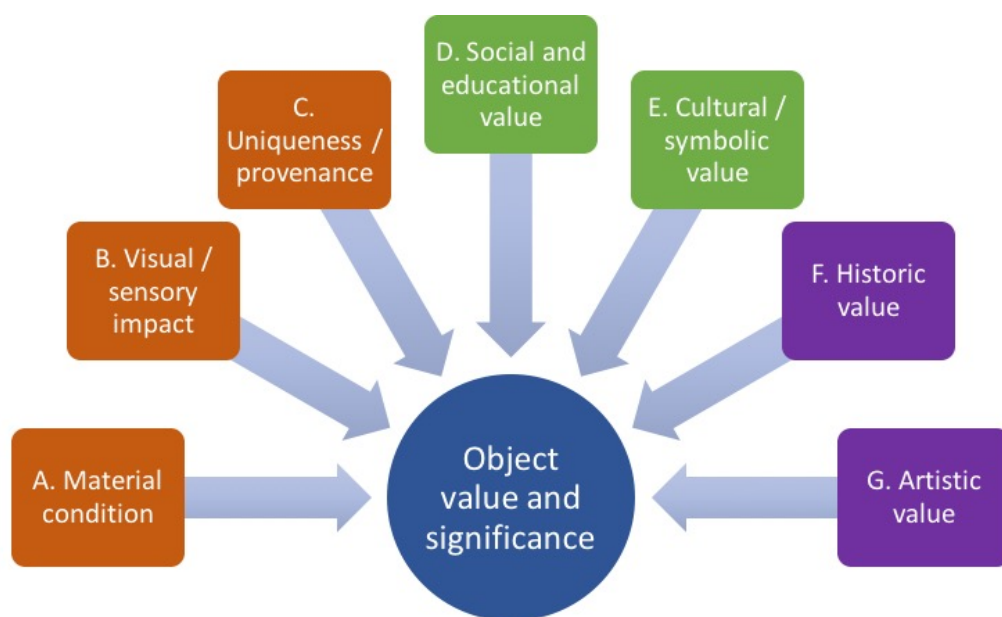 A. Material
condition
B. Visual /
sensory
impact
C.
Uniqueness /
provenance
D. Social and
educational
value
E. Cultural /
symbolic
value
F. Historic
value
G. Artistic
value
Object
value and
significance